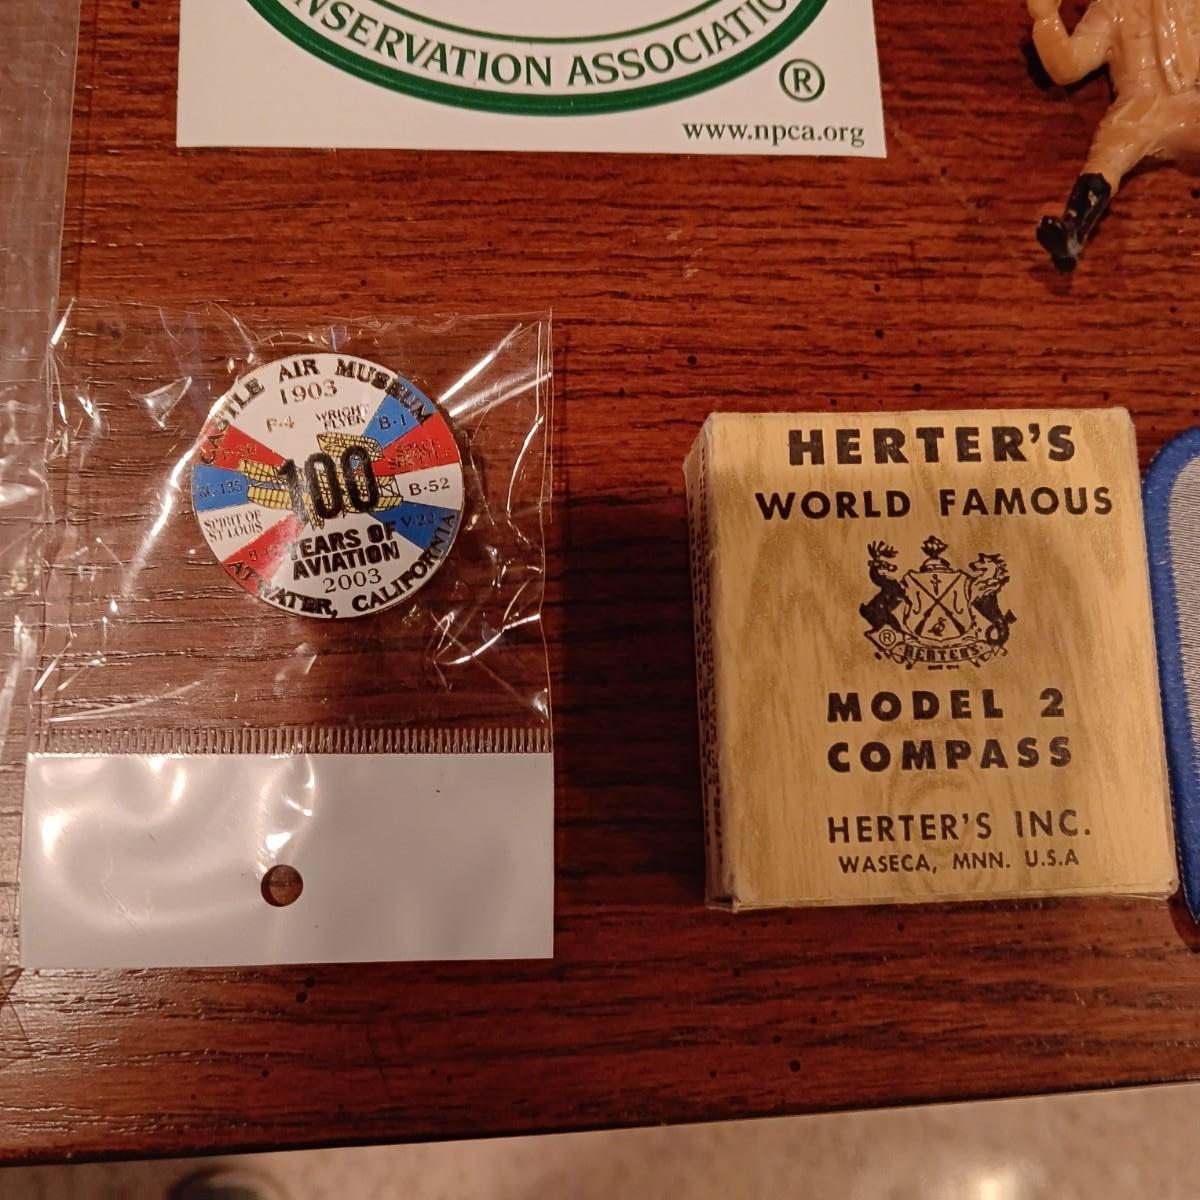 NSERVATION ASSOCIATIO
®
www.npca.org
CASTLE AIR MUSEUM
1903
F-4
WRIGHT
FLYER
B-1
B-52
KC-135
SPIRIT OF
ST LOUIS
V-22
100
YEARS OF
AVIATION
2003
ATWATER, CALIFORNIA
HERTER'S
WORLD FAMOUS
®
HERTER'S
MODEL 2
COMPASS
HERTER'S INC.
WASECA, MNN. U.S.A